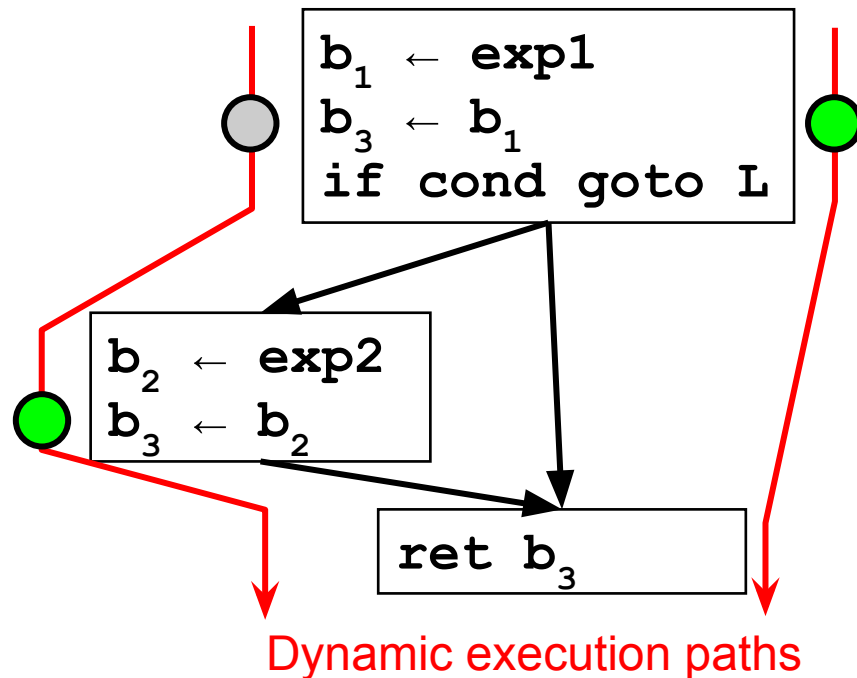 b₁ ← exp1
b₃ ← b₁
if cond goto L
b₂ ← exp2
b₃ ← b₂
ret b₃
Dynamic execution paths